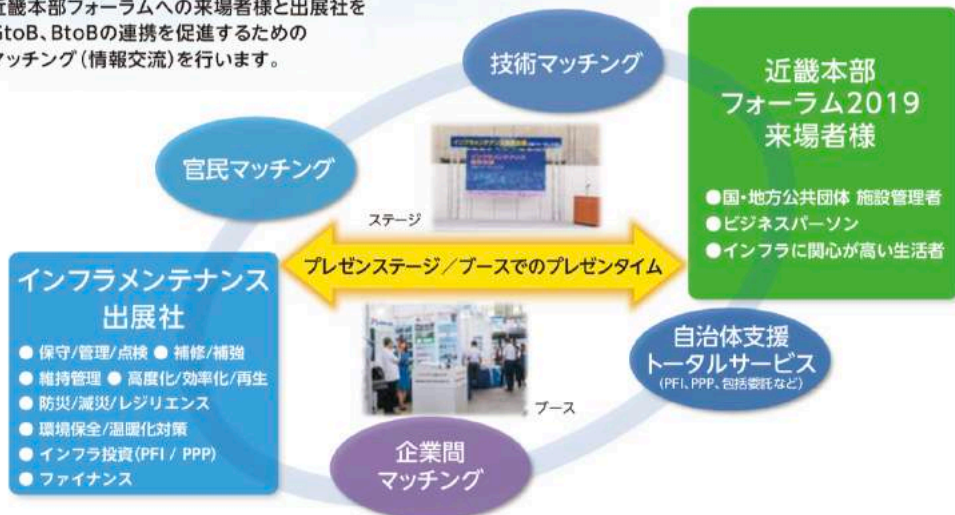 近畿本部フォーラムへの来場者様と出展社を
GtoB、BtoBの連携を促進するための
マッチング(情報交流)を行います。
技術マッチング
官民マッチング
近畿本部
フォーラム2019
来場者様
●国・地方公共団体 施設管理者
●ビジネスパーソン
●インフラに関心が高い生活者
ステージ
プレゼンステージ/ブースでのプレゼンタイム
インフラメンテナンス
出展社
● 保守/管理/点検 ● 補修/補強
● 維持管理 ● 高度化/効率化/再生
● 防災/減災/レジリエンス
● 環境保全/温暖化対策
● インフラ投資(PFI / PPP)
● ファイナンス
自治体支援
トータルサービス
(PFI、PPP、包括委託など)
ブース
企業間
マッチング